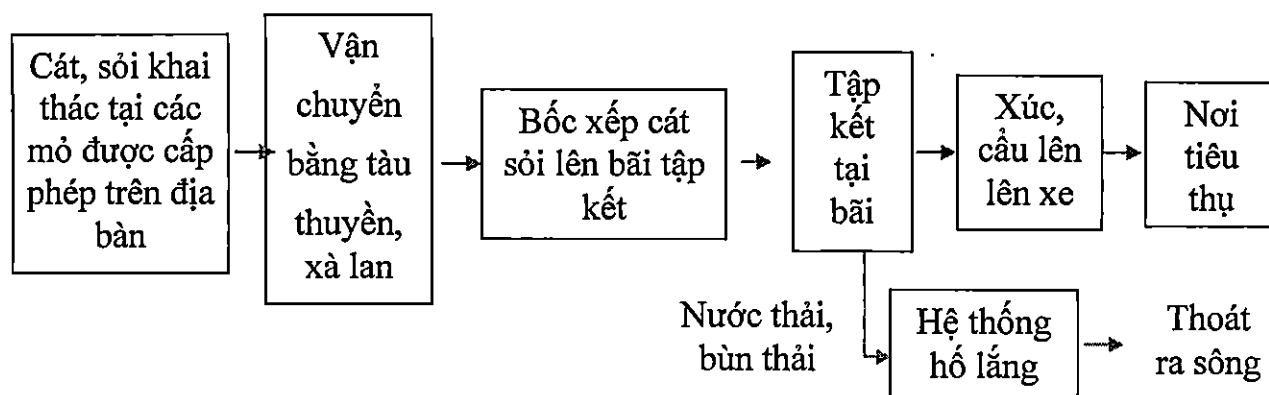 Cát, sỏi khai
thác tại các
mỏ được cấp
phép trên địa
bàn
Vận
chuyển
bằng tàu
thuyền,
xà lan
Bốc xếp cát
sỏi lên bãi tập
kết
Tập
kết
tại
bãi
Xúc,
cẩu lên
lên xe
Nơi
tiêu
thụ
Nước thải,
bùn thải
Hệ thống
hố lắng
Thoát
ra sông